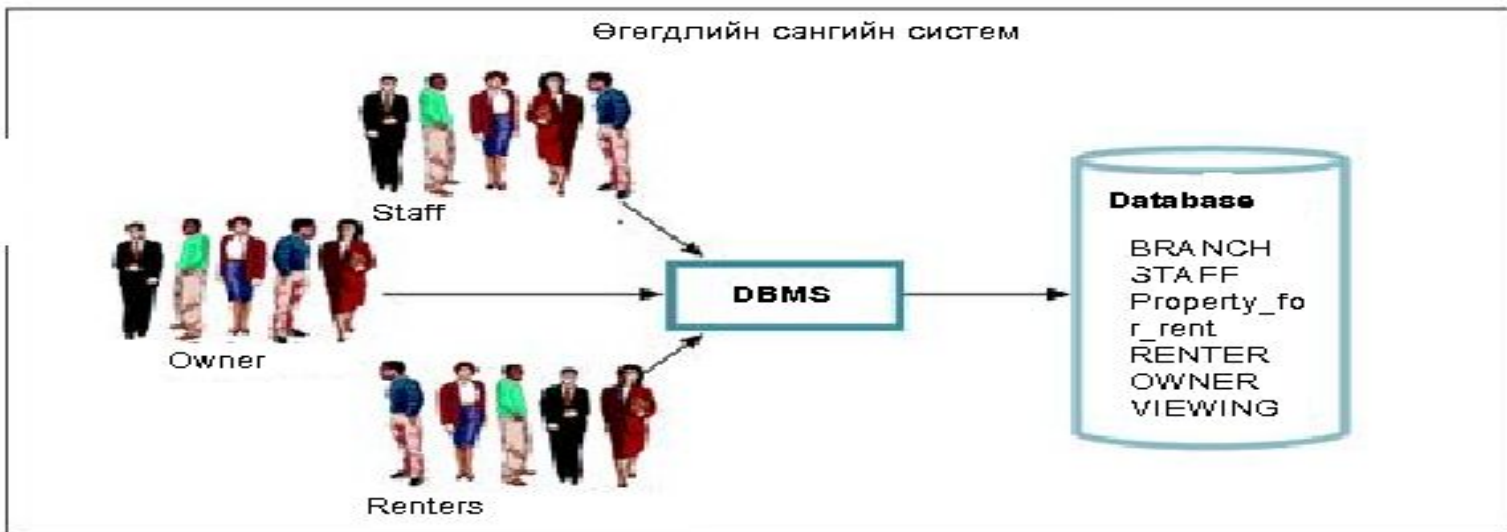 Өгөгдлийн сангийн систем
Staff
Owner
Renters
DBMS
Database
BRANCH
STAFF
Property_fo
r_rent
RENTER
OWNER
VIEWING